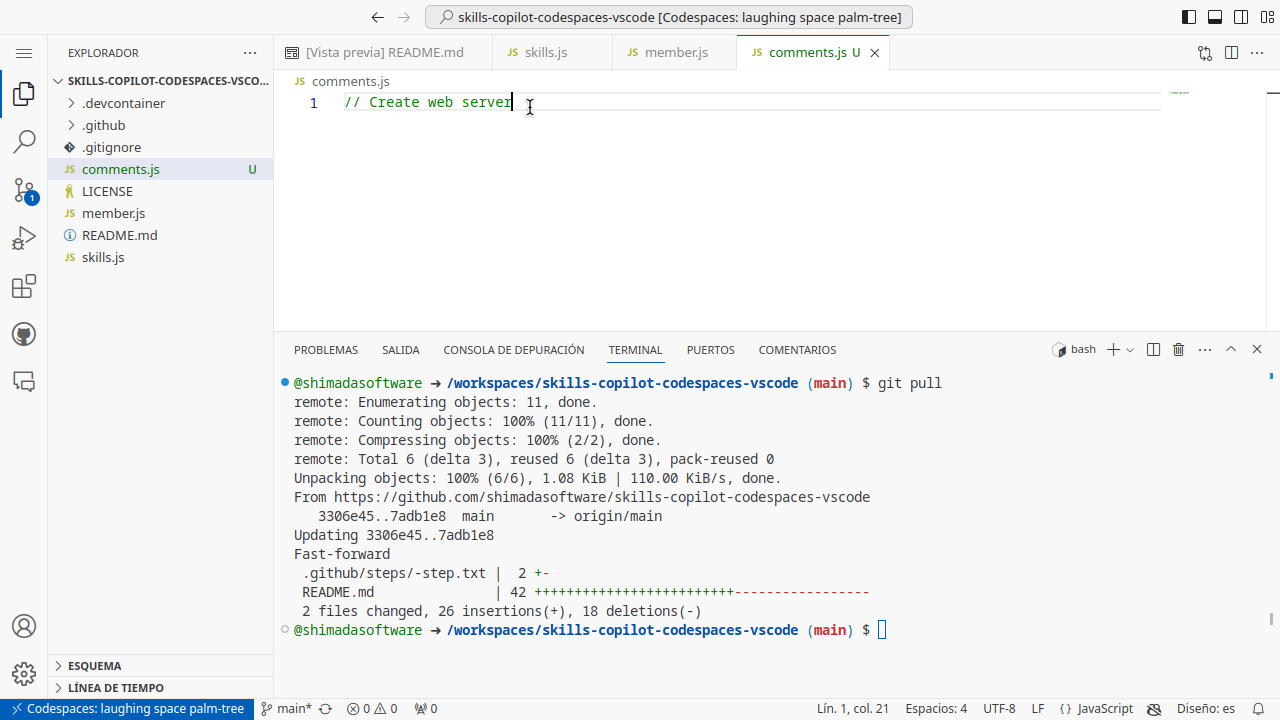 skills-copilot-codespaces-vscode [Codespaces: laughing space palm-tree]
EXPLORADOR
[Vista previa] README.md
JS skills.js
JS member.js
JS comments.js U
SKILLS-COPILOT-CODESPACES-VSCO...
.devcontainer
.github
.gitignore
JS comments.js U
LICENSE
JS member.js
README.md
JS skills.js
ESQUEMA
LÍNEA DE TIEMPO
1
JS comments.js
1 // Create web server
PROBLEMAS SALIDA CONSOLA DE DEPURACIÓN TERMINAL PUERTOS COMENTARIOS
bash
@shimadasoftware ➜ /workspaces/skills-copilot-codespaces-vscode (main) $ git pull
remote: Enumerating objects: 11, done.
remote: Counting objects: 100% (11/11), done.
remote: Compressing objects: 100% (2/2), done.
remote: Total 6 (delta 3), reused 6 (delta 3), pack-reused 0
Unpacking objects: 100% (6/6), 1.08 KiB | 110.00 KiB/s, done.
From https://github.com/shimadasoftware/skills-copilot-codespaces-vscode
3306e45..7adb1e8 main -> origin/main
Updating 3306e45..7adb1e8
Fast-forward
.github/steps/-step.txt | 2 +-
README.md | 42 +++++++++++++++++++++++++-----------------
2 files changed, 26 insertions(+), 18 deletions(-)
@shimadasoftware ➜ /workspaces/skills-copilot-codespaces-vscode (main) $
Codespaces: laughing space palm-tree
main*
0 0
0
Lín. 1, col. 21
Espacios: 4
UTF-8
LF
{} JavaScript
Diseño: es